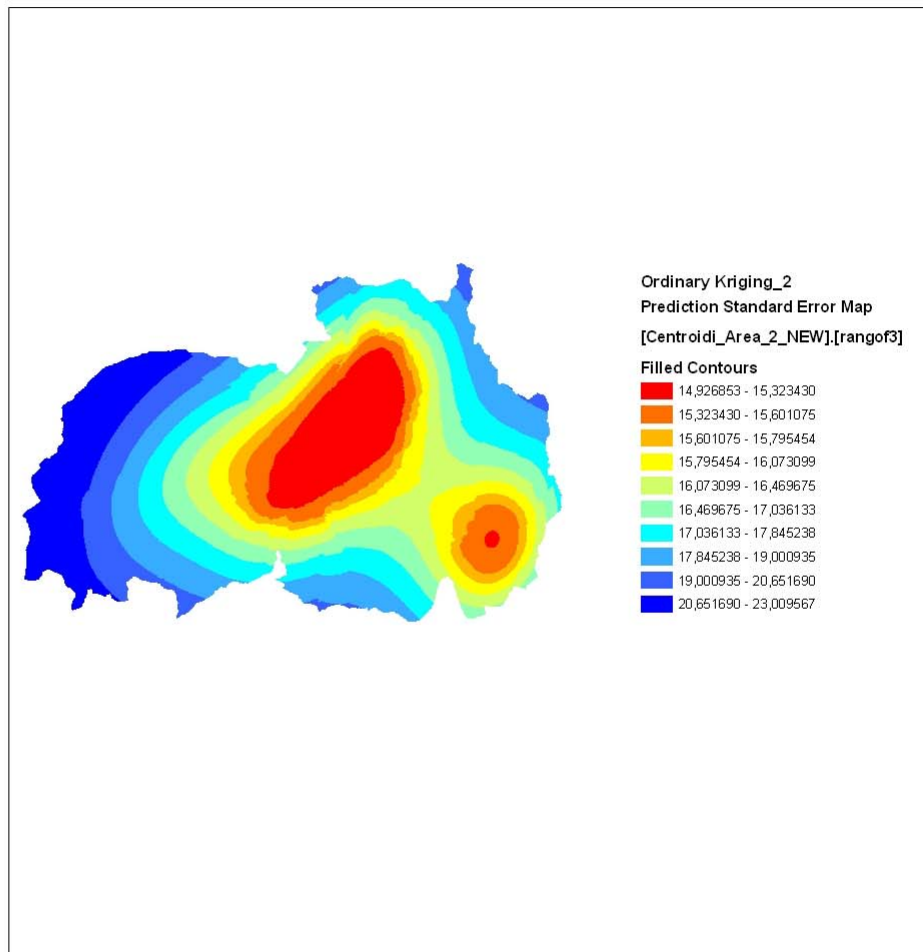 Ordinary Kriging_2
Prediction Standard Error Map
[Centroidi_Area_2_NEW].[rangof3]
Filled Contours
14,926853 - 15,323430
15,323430 - 15,601075
15,601075 - 15,795454
15,795454 - 16,073099
16,073099 - 16,469675
16,469675 - 17,036133
17,036133 - 17,845238
17,845238 - 19,000935
19,000935 - 20,651690
20,651690 - 23,009567